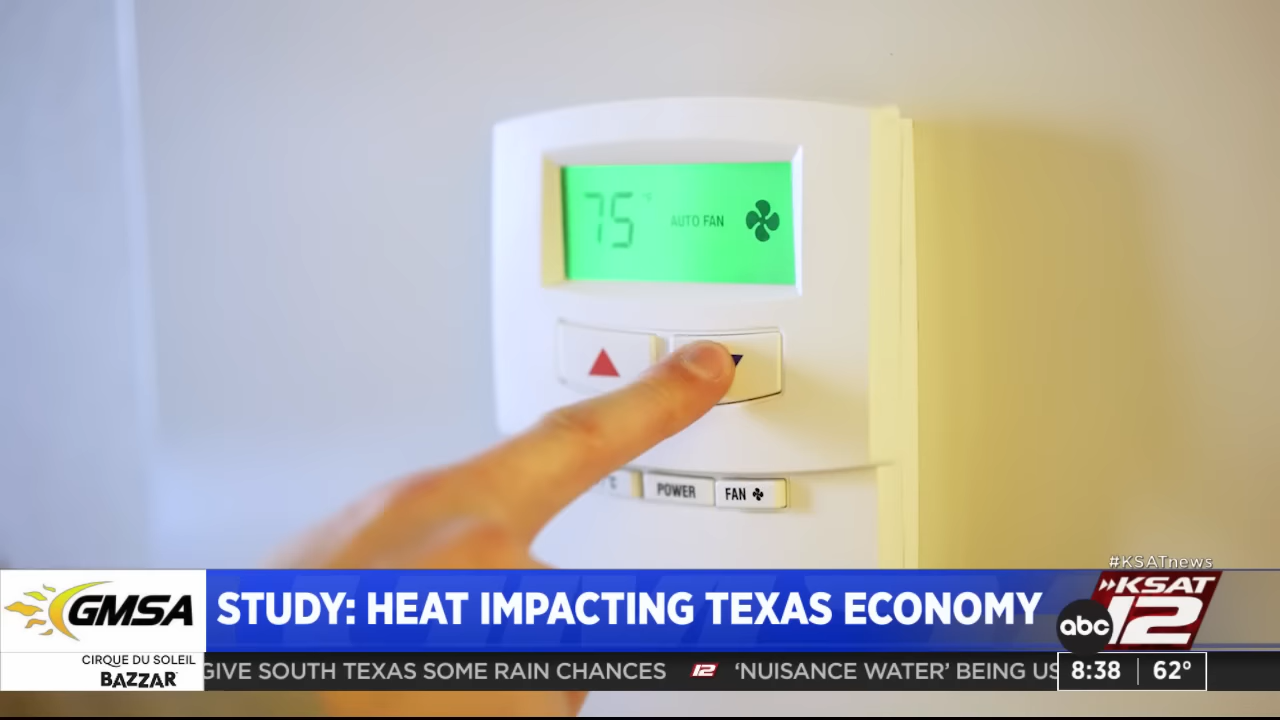 75 °F AUTO FAN
POWER FAN
#KSATnews
GMSA
STUDY: HEAT IMPACTING TEXAS ECONOMY
KSAT
abc 12
CIRQUE DU SOLEIL
BAZZAR
GIVE SOUTH TEXAS SOME RAIN CHANCES 12 'NUISANCE WATER' BEING US
8:38 62°